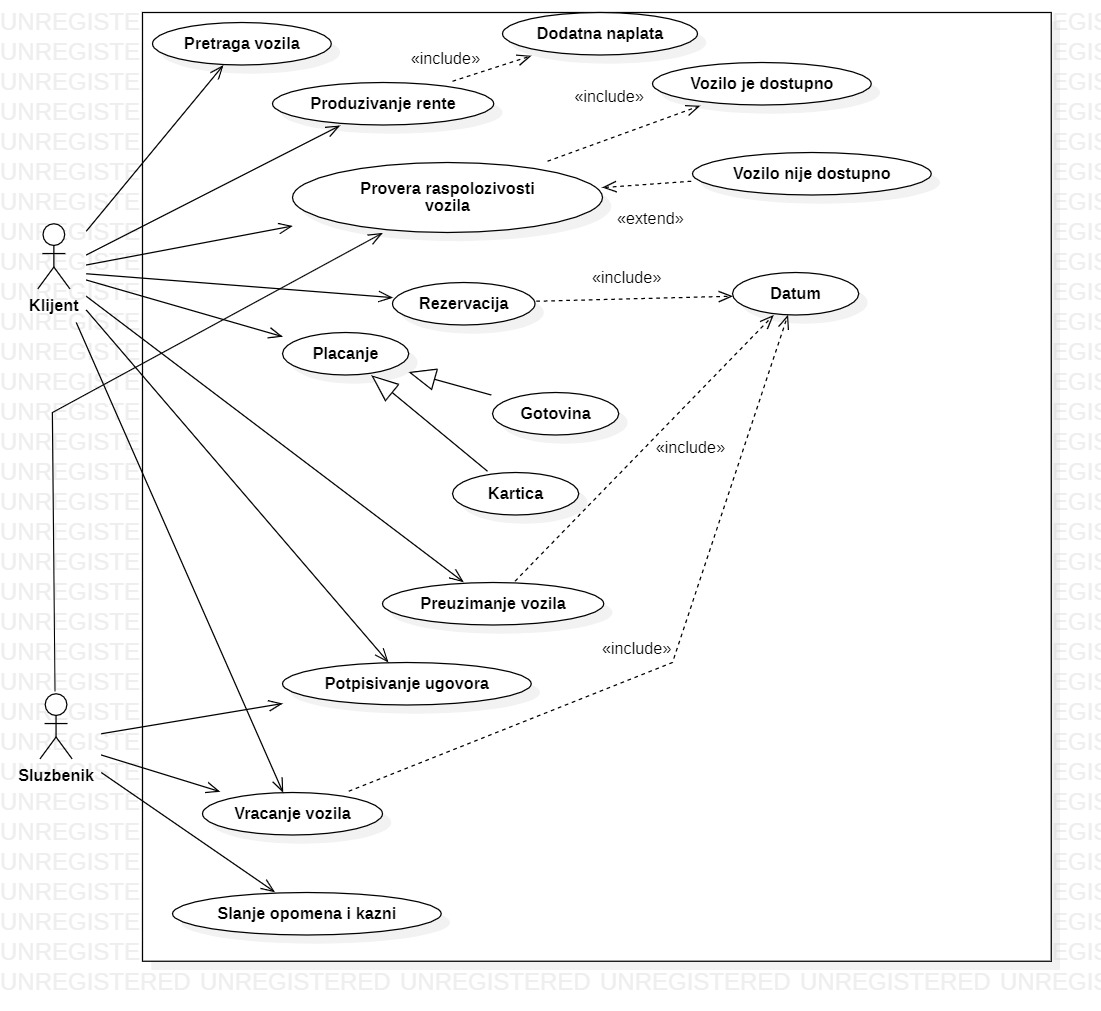 Pretraga vozila
Dodatna naplata
«include»
Produzivanje rente
Vozilo je dostupno
«include»
Provera raspolozivosti
vozila
Vozilo nije dostupno
«extend»
Klijent
Rezervacija
«include»
Datum
Placanje
Gotovina
«include»
Kartica
Preuzimanje vozila
«include»
Potpisivanje ugovora
Sluzbenik
Vracanje vozila
Slanje opomena i kazni
UNREGISTERED UNREGISTERED UNREGISTERED UNREGISTERED UNREGISTERED